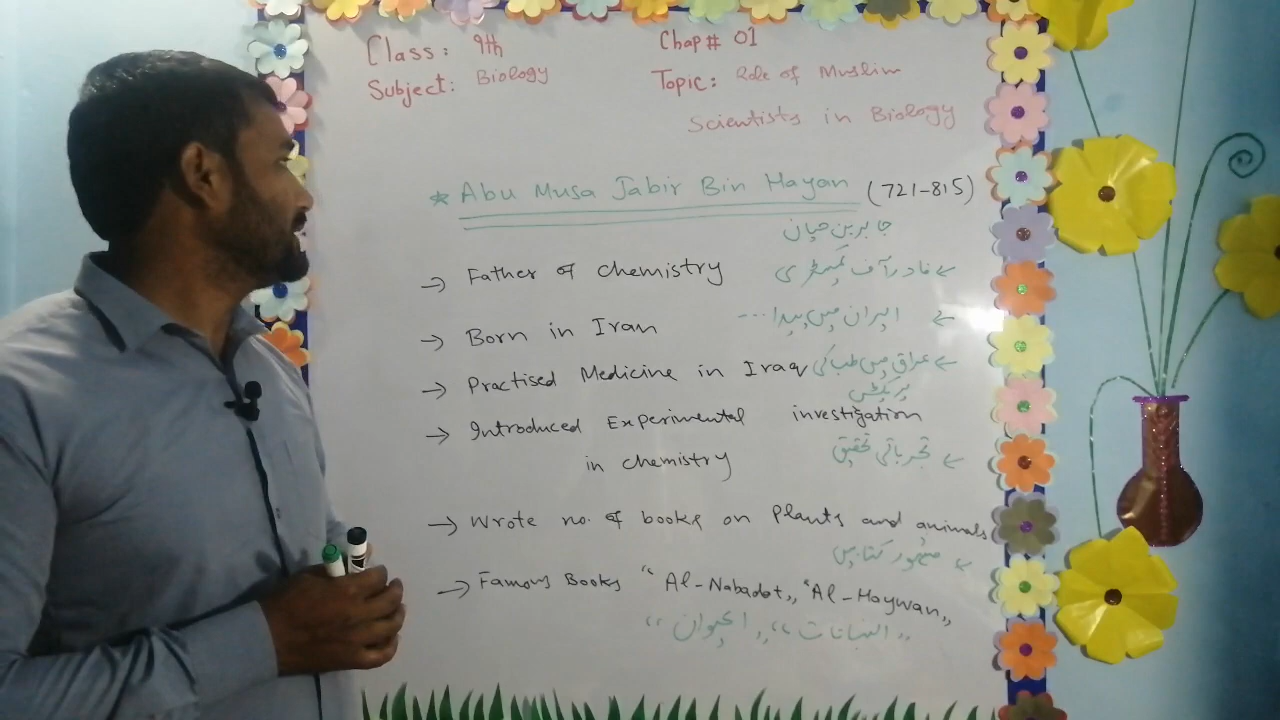 Class: 9th
Chap# 01
Subject: Biology
Topic: Role of Muslim
Scientists in Biology
* Abu Musa Jabir Bin Hayan (721-815)
جابر بن حیان
→ Father of chemistry
← فادر آف کیمسٹری
→ Born in Iran
← ایران میں پیدا ...
→ Practised Medicine in Iraq
← عراق میں طب کی
پریکٹس
→ Introduced Experimental investigation
in chemistry
← تجرباتی تحقیق
→ Wrote no. of books on Plants and animals
← مشہور کتابیں
→ Famous Books "Al-Nabadat„ "Al-Haywan„
„النباتات“ „الحیوان“